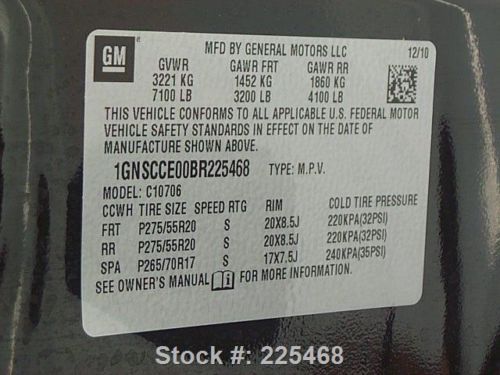 GM
MFD BY GENERAL MOTORS LLC 12/10
GVWR GAWR FRT GAWR RR
3221 KG 1452 KG 1860 KG
7100 LB 3200 LB 4100 LB
THIS VEHICLE CONFORMS TO ALL APPLICABLE U.S. FEDERAL MOTOR
VEHICLE SAFETY STANDARDS IN EFFECT ON THE DATE OF
MANUFACTURE SHOWN ABOVE.
1GNSCCE00BR225468 TYPE: M.P.V.
MODEL: C10706
CCWH TIRE SIZE SPEED RTG RIM COLD TIRE PRESSURE
FRT P275/55R20 S 20X8.5J 220KPA(32PSI)
RR P275/55R20 S 20X8.5J 220KPA(32PSI)
SPA P265/70R17 S 17X7.5J 240KPA(35PSI)
SEE OWNER'S MANUAL FOR MORE INFORMATION.
Stock #: 225468